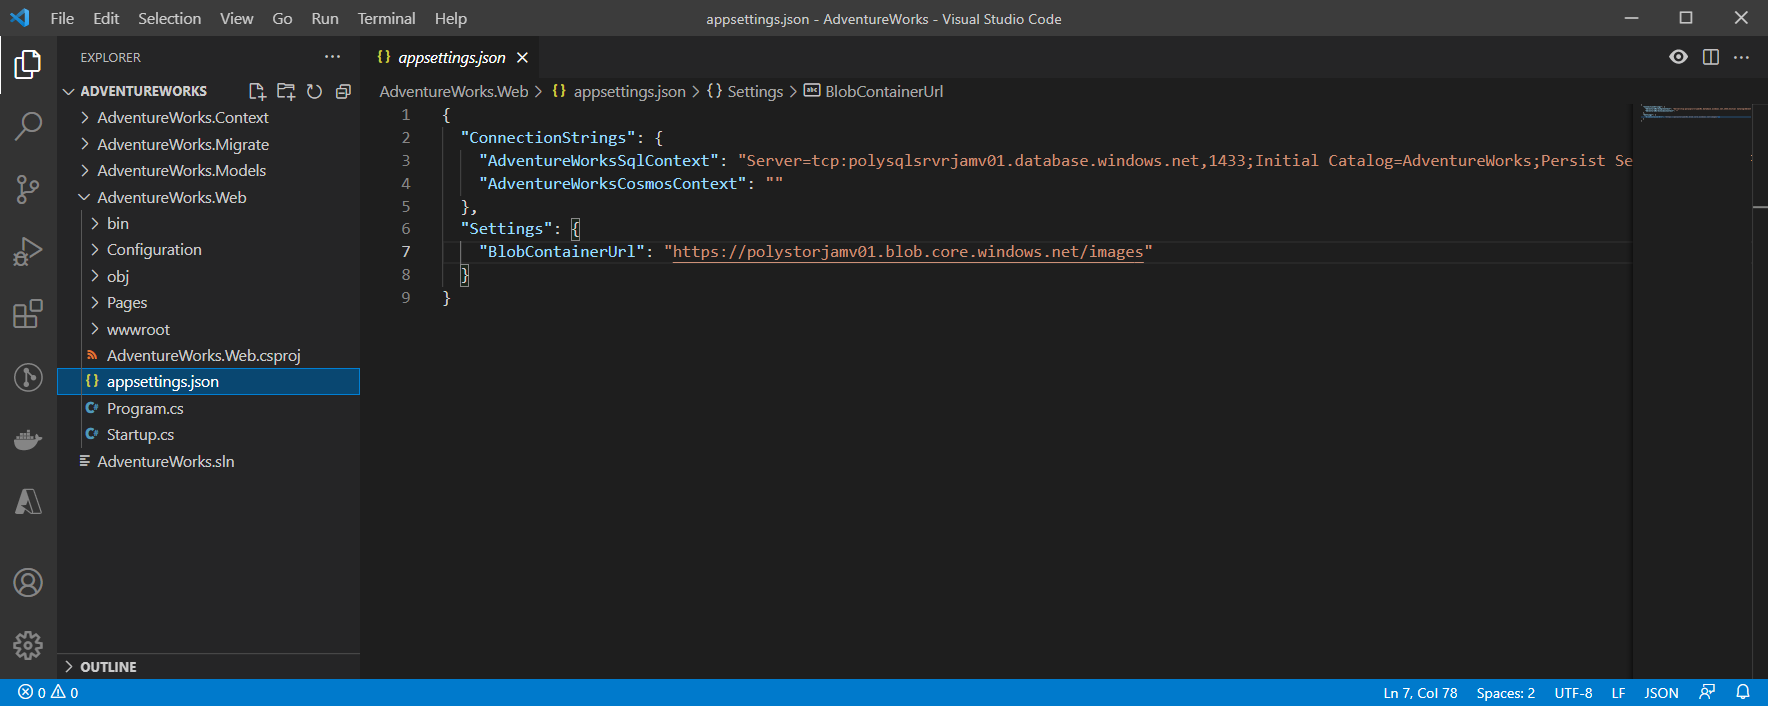 File Edit Selection View Go Run Terminal Help
appsettings.json - AdventureWorks - Visual Studio Code
EXPLORER
ADVENTUREWORKS
AdventureWorks.Context
AdventureWorks.Migrate
AdventureWorks.Models
AdventureWorks.Web
bin
Configuration
obj
Pages
wwwroot
AdventureWorks.Web.csproj
{} appsettings.json
C# Program.cs
C# Startup.cs
AdventureWorks.sln
OUTLINE
{} appsettings.json
AdventureWorks.Web > {} appsettings.json > {} Settings > abc BlobContainerUrl
1 {
2 "ConnectionStrings": {
3 "AdventureWorksSqlContext": "Server=tcp:polysqlsrvrjamv01.database.windows.net,1433;Initial Catalog=AdventureWorks;Persist Se
4 "AdventureWorksCosmosContext": ""
5 },
6 "Settings": {
7 "BlobContainerUrl": "https://polystorjamv01.blob.core.windows.net/images"
8 }
9 }
0 0
Ln 7, Col 78 Spaces: 2 UTF-8 LF JSON